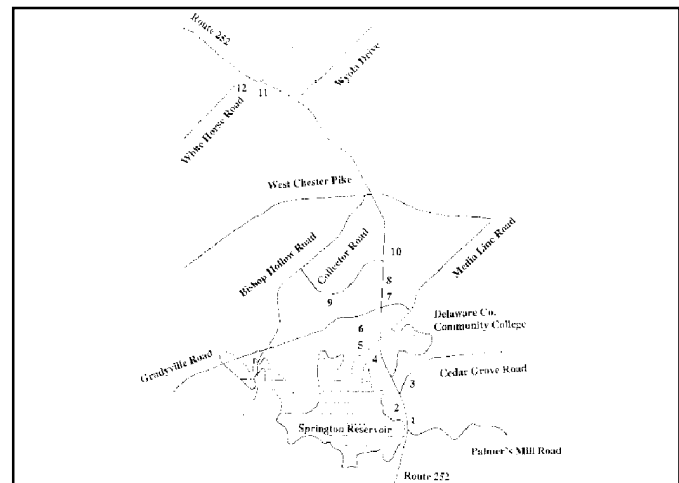 Route 252
Wyola Drive
12
11
White Horse Road
West Chester Pike
Bishop Hollow Road
Collector Road
10
Media Line Road
8
7
9
Delaware Co.
Community College
6
5
4
Gradyville Road
3
Cedar Grove Road
2
1
Springton Reservoir
Palmer's Mill Road
Route 252